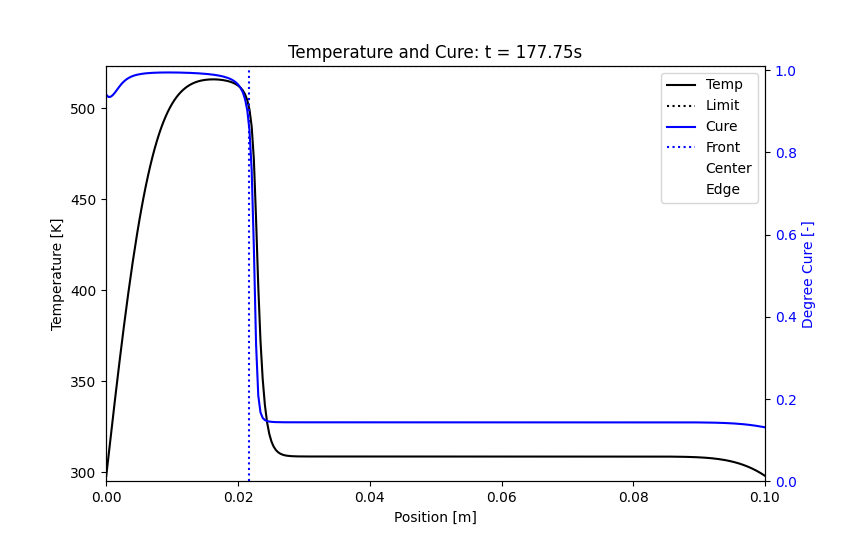 Temperature and Cure: t = 177.75s
Temp
Limit
Cure
Front
Center
Edge
Temperature [K]
500
450
400
350
300
Degree Cure [-]
1.0
0.8
0.6
0.4
0.2
0.0
0.00 0.02 0.04 0.06 0.08 0.10
Position [m]